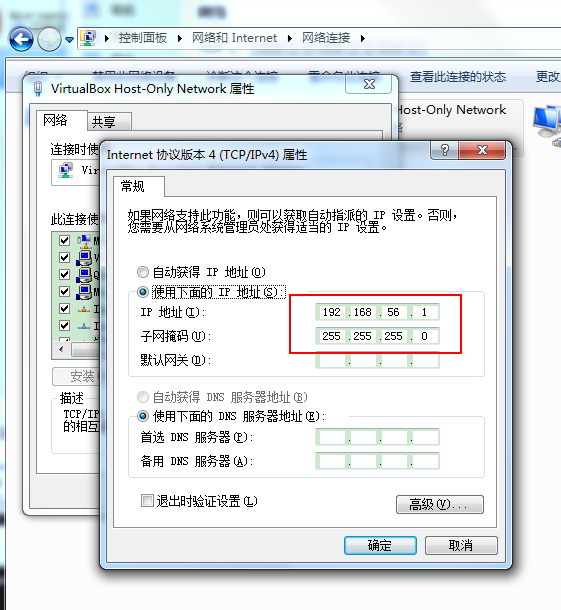 控制面板 网络和 Internet 网络连接
查看此连接的状态 更改
VirtualBox Host-Only Network 属性
Host-Only Network
网络 共享
连接时使
Vir
此连接使
M
V
Q
M
I
I
安装
描述
TCP/IP
的相互
Internet 协议版本 4 (TCP/IPv4) 属性
常规
如果网络支持此功能,则可以获取自动指派的 IP 设置。否则,
您需要从网络系统管理员处获得适当的 IP 设置。
自动获得 IP 地址(O)
使用下面的 IP 地址(S):
IP 地址(I): 192 . 168 . 56 . 1
子网掩码(U): 255 . 255 . 255 . 0
默认网关(D): . . .
自动获得 DNS 服务器地址(B)
使用下面的 DNS 服务器地址(E):
首选 DNS 服务器(P): . . .
备用 DNS 服务器(A): . . .
退出时验证设置(L)
高级(V)...
确定 取消